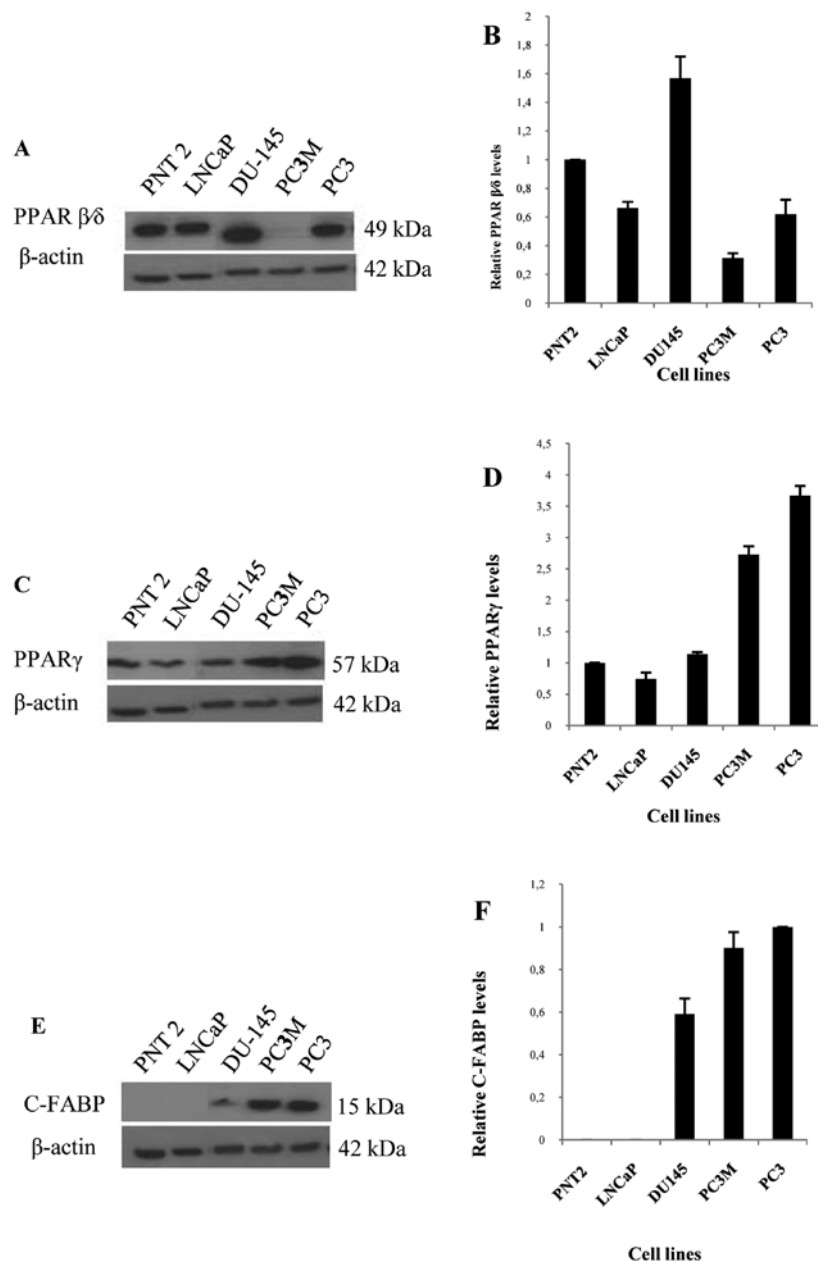 A
PNT 2
LNCaP
DU-145
PC3M
PC3
PPAR β/δ
49 kDa
β-actin
42 kDa
B
Relative PPAR β/δ levels
2
1,8
1,6
1,4
1,2
1
0,8
0,6
0,4
0,2
0
PNT2
LNCaP
DU145
PC3M
PC3
Cell lines
C
PNT 2
LNCaP
DU-145
PC3M
PC3
PPARγ
57 kDa
β-actin
42 kDa
D
Relative PPARγ levels
4,5
4
3,5
3
2,5
2
1,5
1
0,5
0
PNT2
LNCaP
DU145
PC3M
PC3
Cell lines
E
PNT 2
LNCaP
DU-145
PC3M
PC3
C-FABP
15 kDa
β-actin
42 kDa
F
Relative C-FABP levels
1,2
1
0,8
0,6
0,4
0,2
0
PNT2
LNCaP
DU145
PC3M
PC3
Cell lines